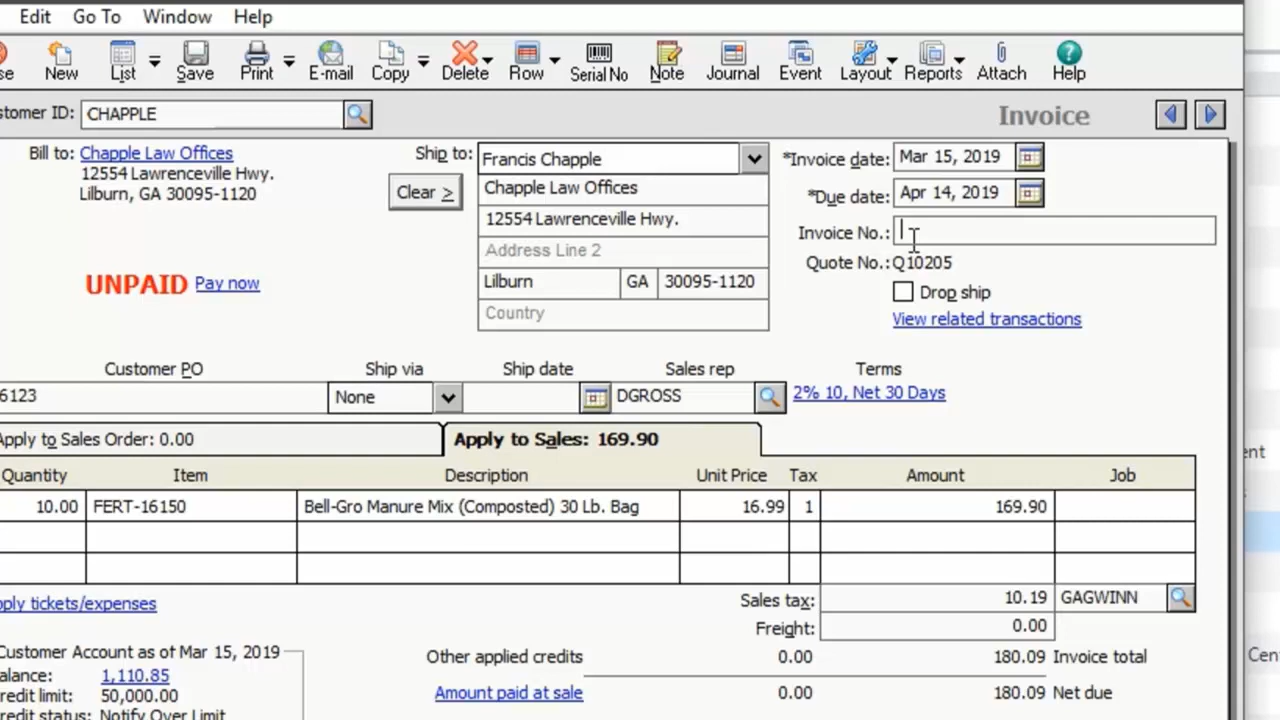 Edit Go To Window Help
se New List Save Print E-mail Copy Delete Row Serial No Note Journal Event Layout Reports Attach Help
stomer ID: CHAPPLE Invoice
Bill to: Chapple Law Offices
12554 Lawrenceville Hwy.
Lilburn, GA 30095-1120
UNPAID Pay now
Ship to: Francis Chapple
Clear >
Chapple Law Offices
12554 Lawrenceville Hwy.
Address Line 2
Lilburn GA 30095-1120
Country
*Invoice date: Mar 15, 2019
*Due date: Apr 14, 2019
Invoice No.:
Quote No.: Q10205
Drop ship
View related transactions
Customer PO Ship via Ship date Sales rep Terms
6123 None DGROSS 2% 10, Net 30 Days
Apply to Sales Order: 0.00 Apply to Sales: 169.90
Quantity Item Description Unit Price Tax Amount Job
10.00 FERT-16150 Bell-Gro Manure Mix (Composted) 30 Lb. Bag 16.99 1 169.90
pply tickets/expenses
Sales tax: 10.19 GAGWINN
Freight: 0.00
Customer Account as of Mar 15, 2019
alance: 1,110.85
redit limit: 50,000.00
redit status: Notify Over Limit
Other applied credits 0.00 180.09 Invoice total
Amount paid at sale 0.00 180.09 Net due
ent
Cent